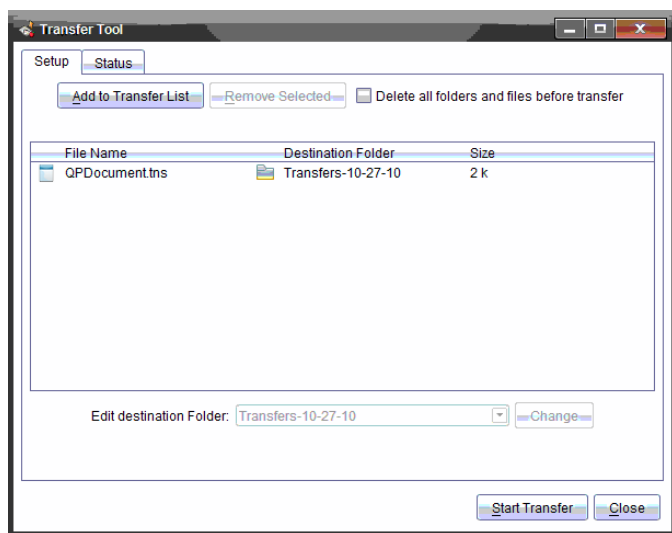 Transfer Tool
Setup Status
Add to Transfer List Remove Selected Delete all folders and files before transfer
File Name Destination Folder Size
QPDocument.tns Transfers-10-27-10 2 k
Edit destination Folder: Transfers-10-27-10 Change
Start Transfer Close